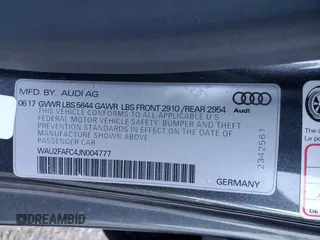 MFD. BY AUDI AG
06 17 GVWR LBS 5644 GAWR LBS FRONT 2910 /REAR 2954
THIS VEHICLE CONFORMS TO ALL APPLICABLE U.S
FEDERAL MOTOR VEHICLE SAFETY, BUMPER AND THEFT
PREVENTION STANDARDS IN EFFECT ON THE DATE OF
MANUFACTURE SHOWN ABOVE
PASSENGER CAR
WAU2FAFC4JN004777
GERMANY
Audi
2342561
DREAMBID